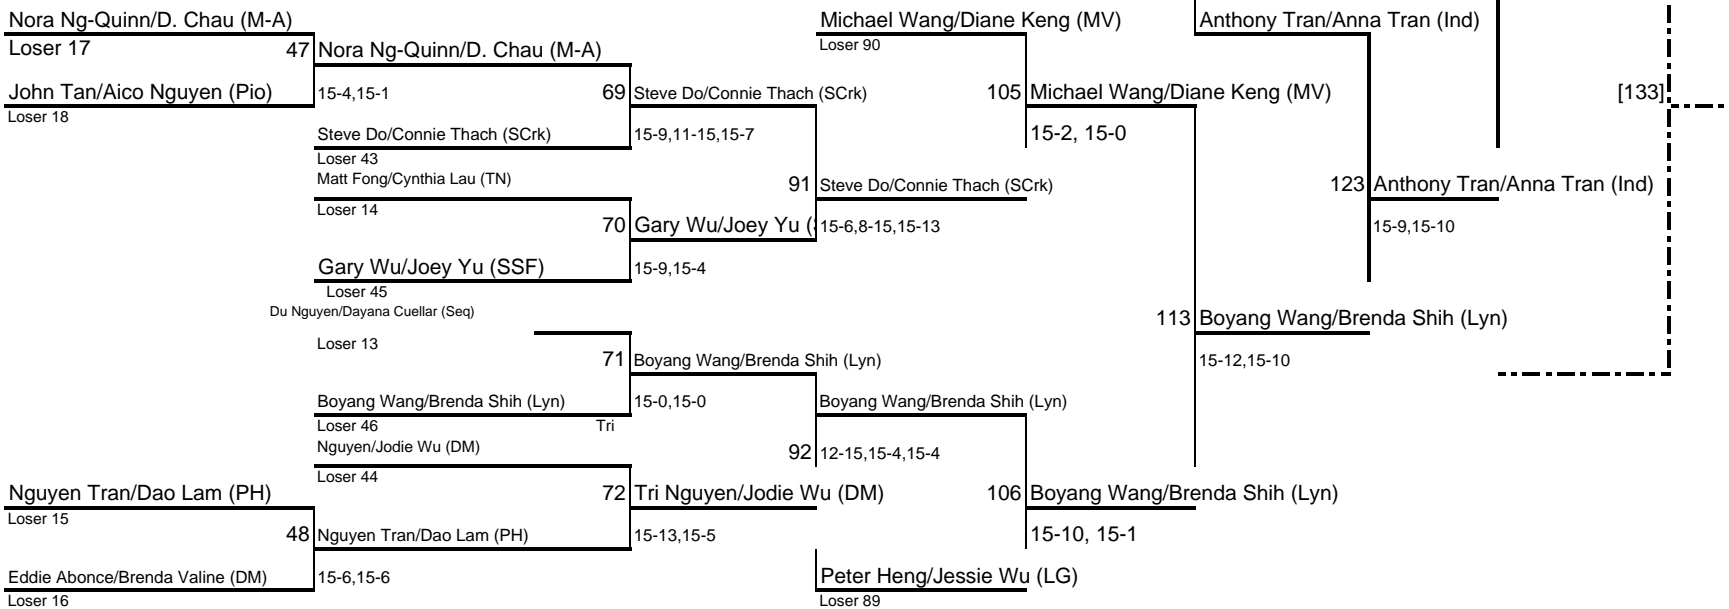 Nora Ng-Quinn/D. Chau (M-A)
Michael Wang/Diane Keng (MV)
Anthony Tran/Anna Tran (Ind)
Loser 17
47
Nora Ng-Quinn/D. Chau (M-A)
Loser 90
John Tan/Aico Nguyen (Pio)
15-4,15-1
69
Steve Do/Connie Thach (SCrk)
105
Michael Wang/Diane Keng (MV)
[133]
Loser 18
Steve Do/Connie Thach (SCrk)
15-9,11-15,15-7
15-2, 15-0
Loser 43
Matt Fong/Cynthia Lau (TN)
91
Steve Do/Connie Thach (SCrk)
123
Anthony Tran/Anna Tran (Ind)
Loser 14
70
Gary Wu/Joey Yu (
15-6,8-15,15-13
15-9,15-10
Gary Wu/Joey Yu (SSF)
15-9,15-4
Loser 45
Du Nguyen/Dayana Cuellar (Seq)
113
Boyang Wang/Brenda Shih (Lyn)
Loser 13
71
Boyang Wang/Brenda Shih (Lyn)
15-12,15-10
Boyang Wang/Brenda Shih (Lyn)
15-0,15-0
Boyang Wang/Brenda Shih (Lyn)
Loser 46
Tri
Nguyen/Jodie Wu (DM)
92
12-15,15-4,15-4
Loser 44
Nguyen Tran/Dao Lam (PH)
72
Tri Nguyen/Jodie Wu (DM)
106
Boyang Wang/Brenda Shih (Lyn)
Loser 15
48
Nguyen Tran/Dao Lam (PH)
15-13,15-5
15-10, 15-1
Eddie Abonce/Brenda Valine (DM)
15-6,15-6
Peter Heng/Jessie Wu (LG)
Loser 16
Loser 89